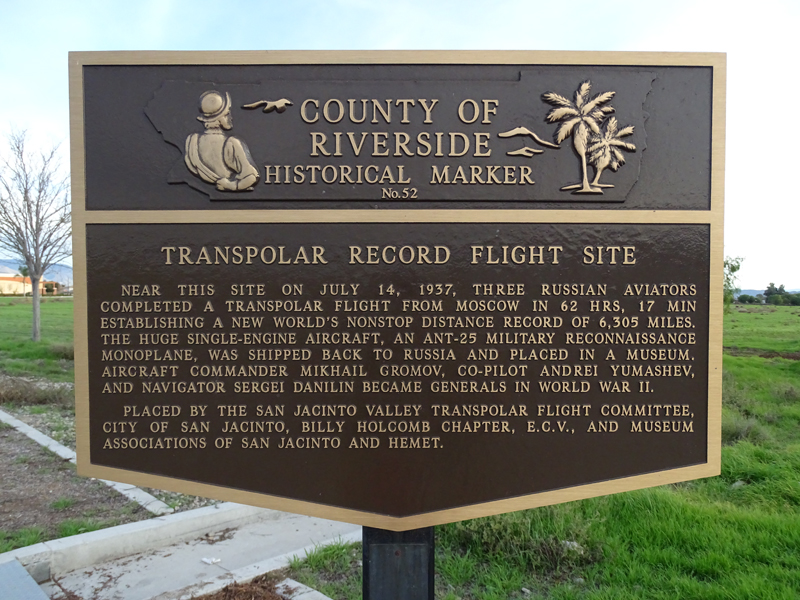 COUNTY OF
RIVERSIDE
HISTORICAL MARKER
No. 52
TRANSPOLAR RECORD FLIGHT SITE
NEAR THIS SITE ON JULY 14, 1937, THREE RUSSIAN AVIATORS
COMPLETED A TRANSPOLAR FLIGHT FROM MOSCOW IN 62 HRS, 17 MIN
ESTABLISHING A NEW WORLD'S NONSTOP DISTANCE RECORD OF 6,305 MILES.
THE HUGE SINGLE-ENGINE AIRCRAFT, AN ANT-25 MILITARY RECONNAISSANCE
MONOPLANE, WAS SHIPPED BACK TO RUSSIA AND PLACED IN A MUSEUM.
AIRCRAFT COMMANDER MIKHAIL GROMOV, CO-PILOT ANDREI YUMASHEV,
AND NAVIGATOR SERGEI DANILIN BECAME GENERALS IN WORLD WAR II.
PLACED BY THE SAN JACINTO VALLEY TRANSPOLAR FLIGHT COMMITTEE,
CITY OF SAN JACINTO, BILLY HOLCOMB CHAPTER, E.C.V., AND MUSEUM
ASSOCIATIONS OF SAN JACINTO AND HEMET.